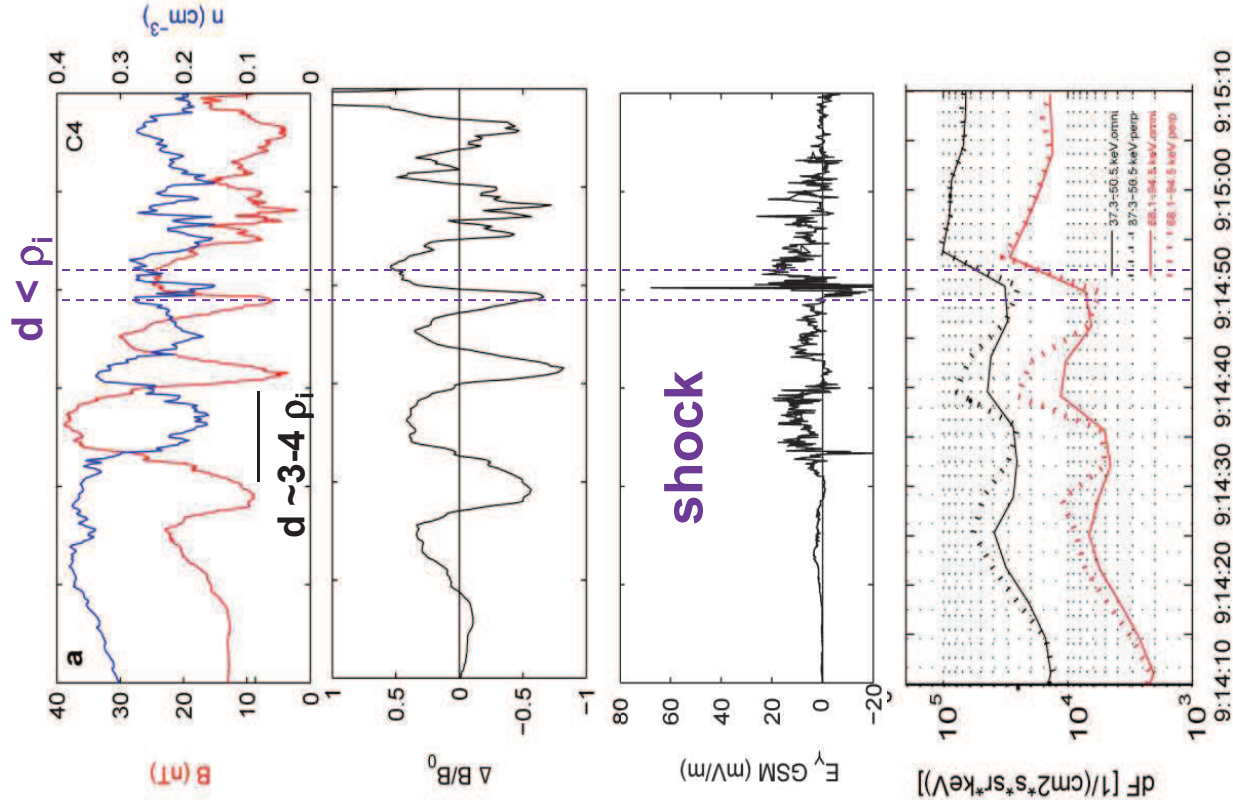 d < ρi
n (cm⁻³)
0.4
0.3
0.2
0.1
0
C4
a
40
30
20
10
0
B (nT)
d ~3-4 ρi
1
0.5
0
−0.5
−1
Δ B/B₀
shock
80
60
40
20
0
−20
E_Y GSM (mV/m)
10⁵
10⁴
10³
dF [1/(cm2*s*sr*keV)]
37.3-50.5 keV omni
37.3-50.5 keV perp
68.1-94.5 keV omni
68.1-94.5 keV perp
9:14:10
9:14:20
9:14:30
9:14:40
9:14:50
9:15:00
9:15:10